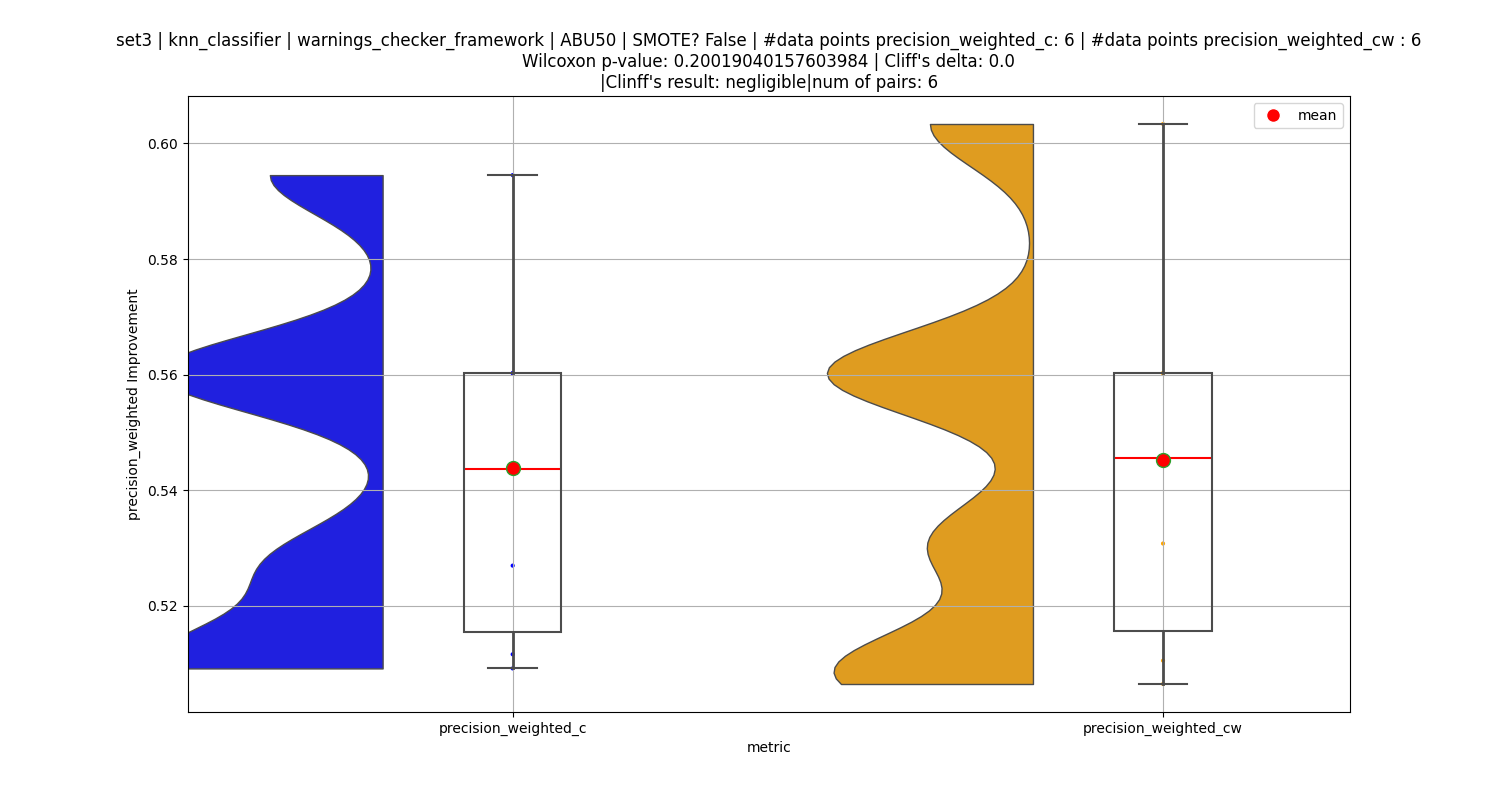 set3 | knn_classifier | warnings_checker_framework | ABU50 | SMOTE? False | #data points precision_weighted_c: 6 | #data points precision_weighted_cw : 6
Wilcoxon p-value: 0.20019040157603984 | Cliff's delta: 0.0
|Clinff's result: negligible|num of pairs: 6
mean
0.60
0.58
0.56
0.54
0.52
precision_weighted Improvement
precision_weighted_c
precision_weighted_cw
metric